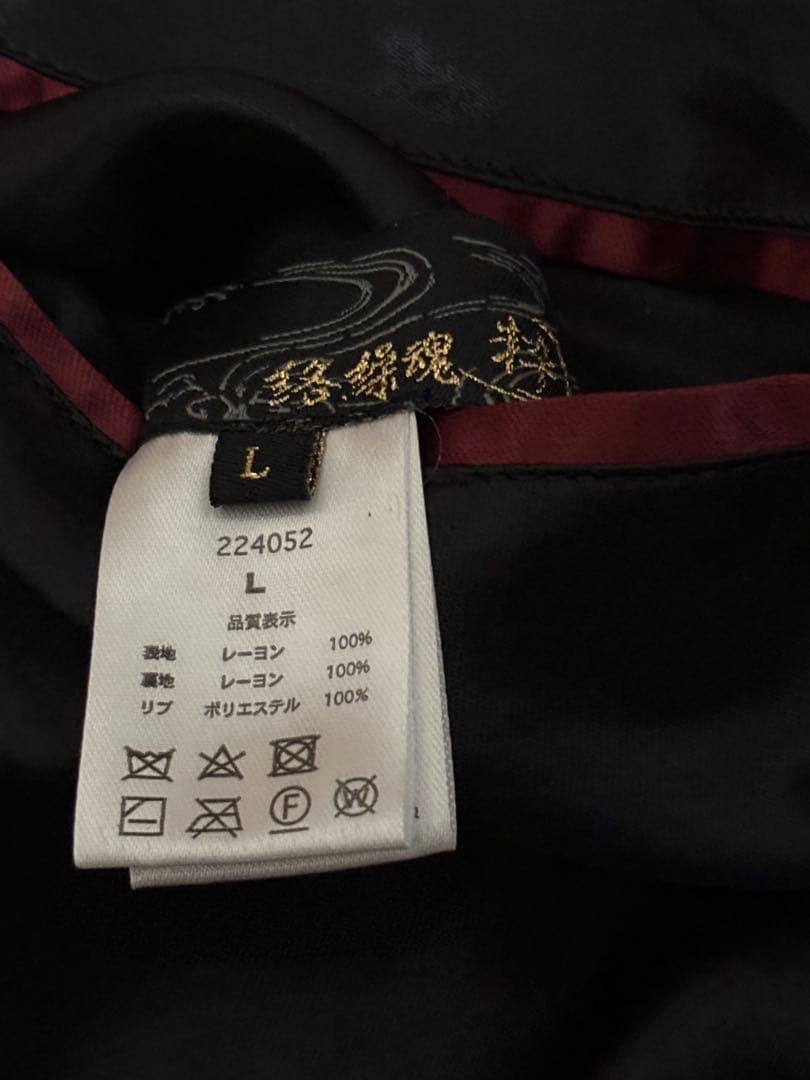 絡繰魂
L
224052
L
品質表示
表地 レーヨン 100%
裏地 レーヨン 100%
リブ ポリエステル 100%
F
W